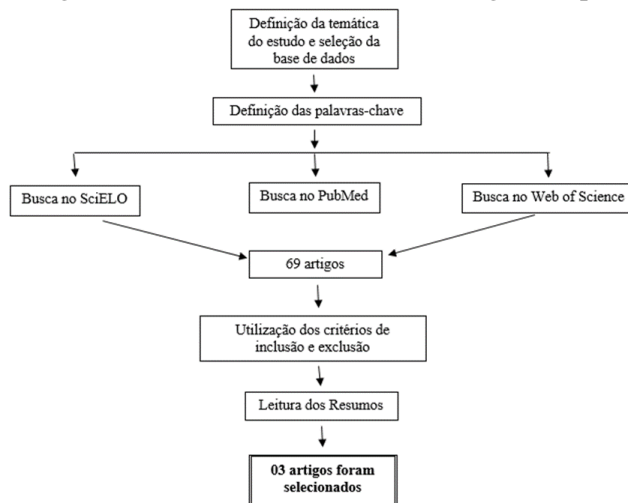 Definição da temática
do estudo e seleção da
base de dados
Definição das palavras-chave
Busca no SciELO
Busca no PubMed
Busca no Web of Science
69 artigos
Utilização dos critérios de
inclusão e exclusão
Leitura dos Resumos
03 artigos foram
selecionados